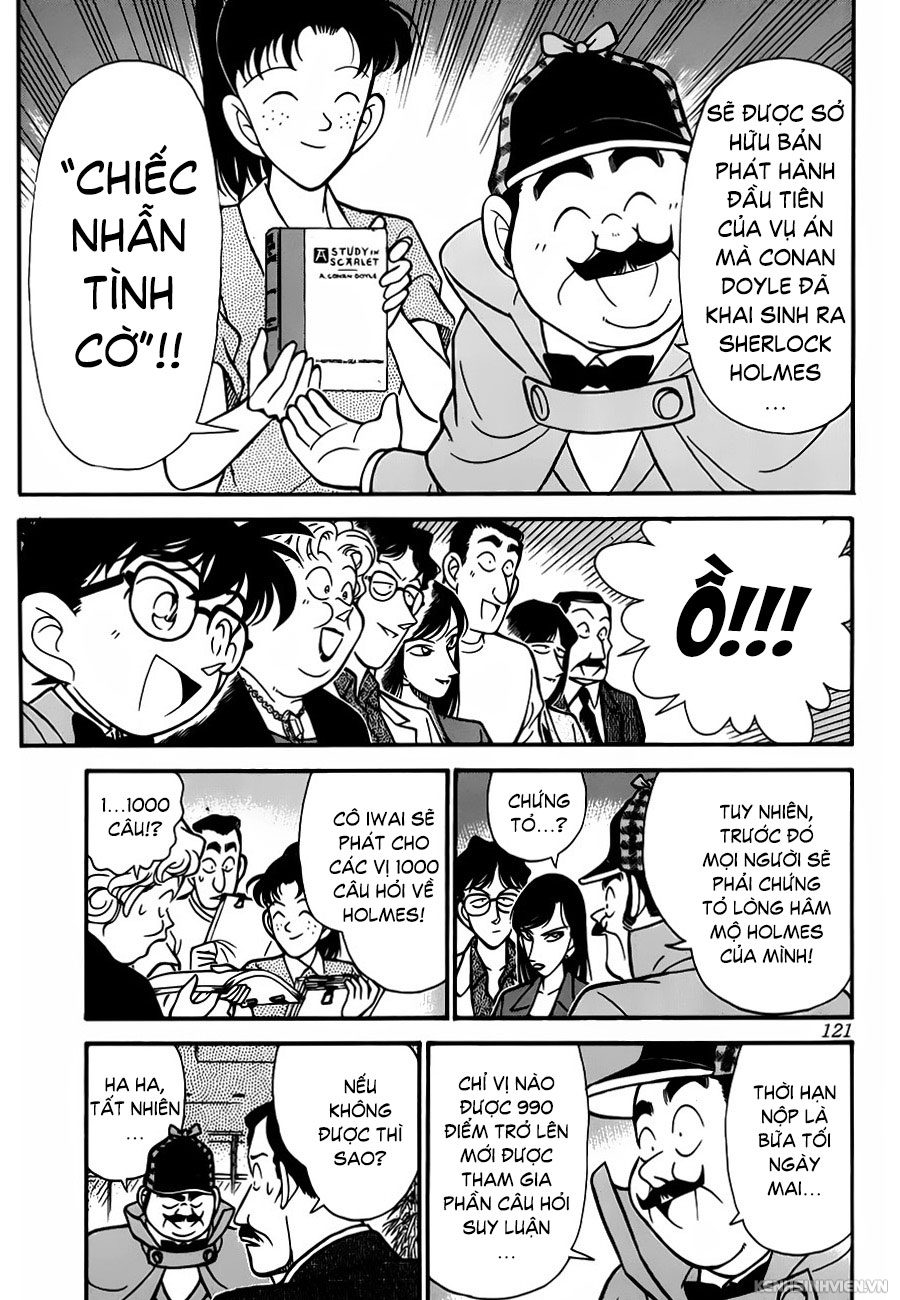 SẼ ĐƯỢC SỞ
HỮU BẢN
PHÁT HÀNH
ĐẦU TIÊN
CỦA VỤ ÁN
MÀ CONAN
DOYLE ĐÃ
KHAI SINH RA
SHERLOCK
HOLMES
...
"CHIẾC
NHẪN
TÌNH
CỜ"!!
A STUDY IN
SCARLET
A. CONAN DOYLE
Ồ!!!
TUY NHIÊN,
TRƯỚC ĐÓ
MỌI NGƯỜI SẼ
PHẢI CHỨNG
TỎ LÒNG HÂM
MỘ HOLMES
CỦA MÌNH!
CHỨNG
TỎ...?
CÔ IWAI SẼ
PHÁT CHO
CÁC VỊ 1000
CÂU HỎI VỀ
HOLMES!
1...1000
CÂU!?
121
THỜI HẠN
NỘP LÀ
BỮA TỐI
NGÀY
MAI...
CHỈ VỊ NÀO
ĐƯỢC 990
ĐIỂM TRỞ LÊN
MỚI ĐƯỢC
THAM GIA
PHẦN CÂU HỎI
SUY LUẬN
...
NẾU
KHÔNG
ĐƯỢC THÌ
SAO?
HA HA,
TẤT NHIÊN
...
KENHSINHVIEN.VN